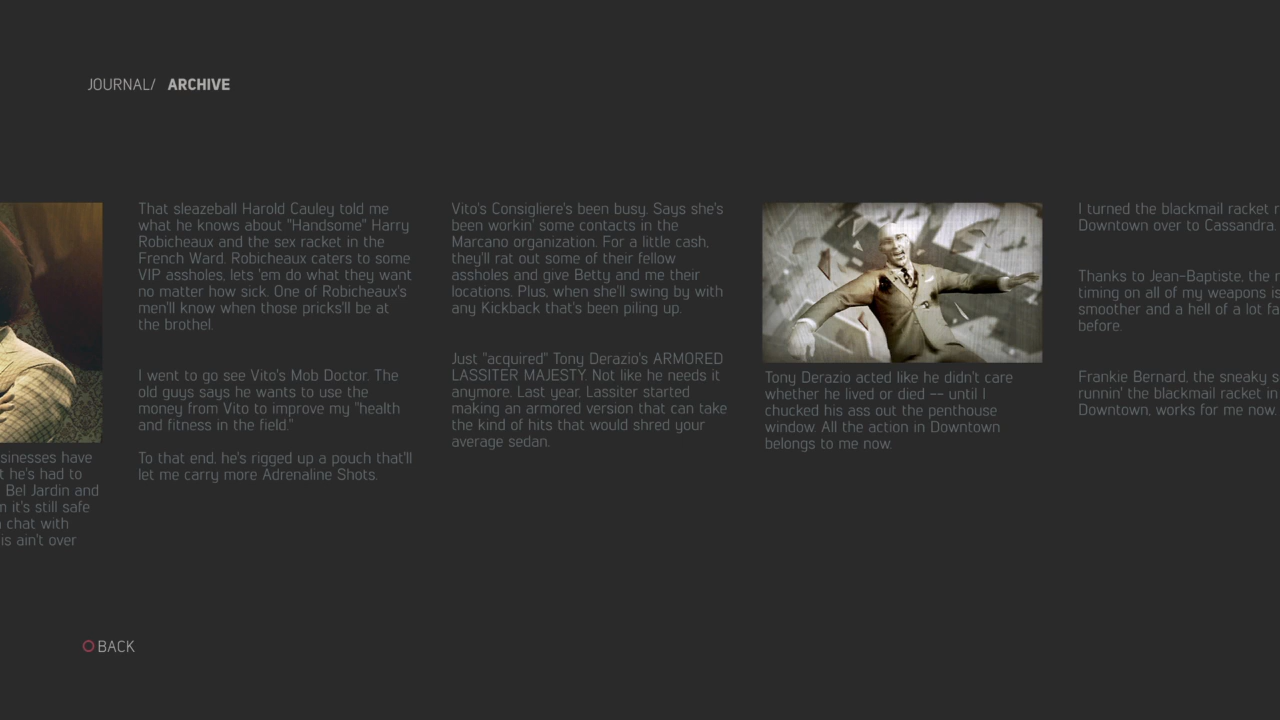 JOURNAL/ ARCHIVE
sinesses have
t he's had to
Bel Jardin and
it's still safe
chat with
is ain't over
That sleazeball Harold Cauley told me
what he knows about "Handsome" Harry
Robicheaux and the sex racket in the
French Ward. Robicheaux caters to some
VIP assholes, lets 'em do what they want
no matter how sick. One of Robicheaux's
men'll know when those pricks'll be at
the brothel.
I went to go see Vito's Mob Doctor. The
old guys says he wants to use the
money from Vito to improve my "health
and fitness in the field."
To that end, he's rigged up a pouch that'll
let me carry more Adrenaline Shots.
Vito's Consigliere's been busy. Says she's
been workin' some contacts in the
Marcano organization. For a little cash,
they'll rat out some of their fellow
assholes and give Betty and me their
locations. Plus, when she'll swing by with
any Kickback that's been piling up.
Just "acquired" Tony Derazio's ARMORED
LASSITER MAJESTY. Not like he needs it
anymore. Last year, Lassiter started
making an armored version that can take
the kind of hits that would shred your
average sedan.
Tony Derazio acted like he didn't care
whether he lived or died -- until I
chucked his ass out the penthouse
window. All the action in Downtown
belongs to me now.
I turned the blackmail racket
Downtown over to Cassandra.
Thanks to Jean-Baptiste, the
timing on all of my weapons is
smoother and a hell of a lot fa
before.
Frankie Bernard, the sneaky s
runnin' the blackmail racket in
Downtown, works for me now.
BACK